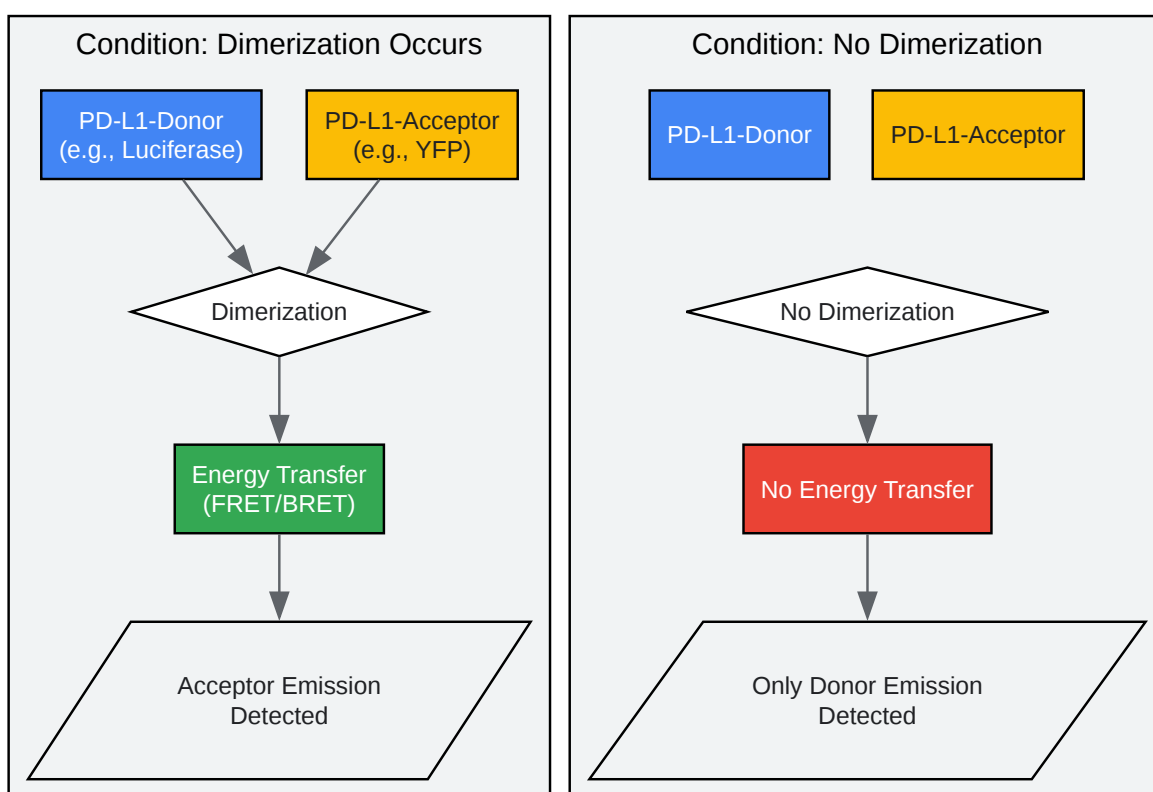 Condition: Dimerization Occurs
PD-L1-Donor
(e.g., Luciferase)
PD-L1-Acceptor
(e.g., YFP)
Dimerization
Energy Transfer
(FRET/BRET)
Acceptor Emission
Detected
Condition: No Dimerization
PD-L1-Donor
PD-L1-Acceptor
No Dimerization
No Energy Transfer
Only Donor Emission
Detected